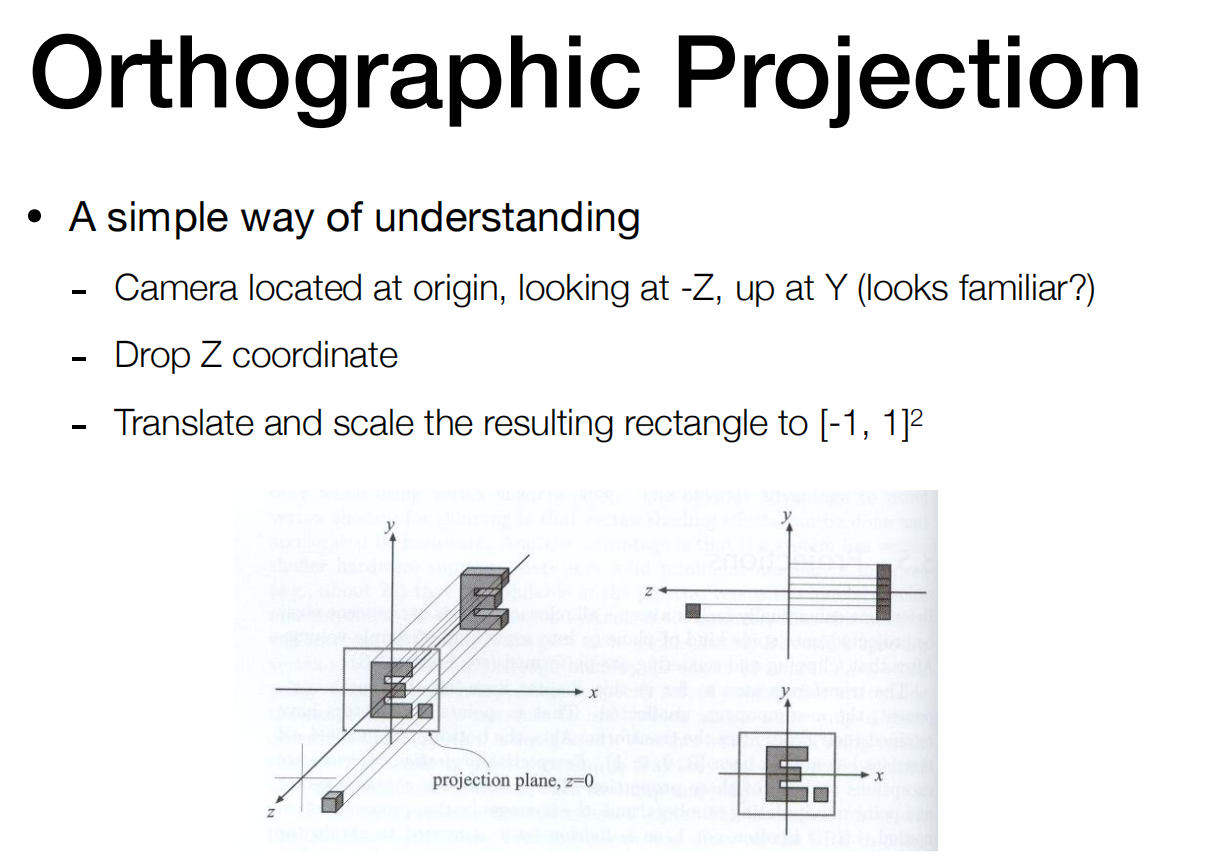 Orthographic Projection
• A simple way of understanding
- Camera located at origin, looking at -Z, up at Y (looks familiar?)
- Drop Z coordinate
- Translate and scale the resulting rectangle to [-1, 1]²
y
x
z
projection plane, z=0
y
z
y
x